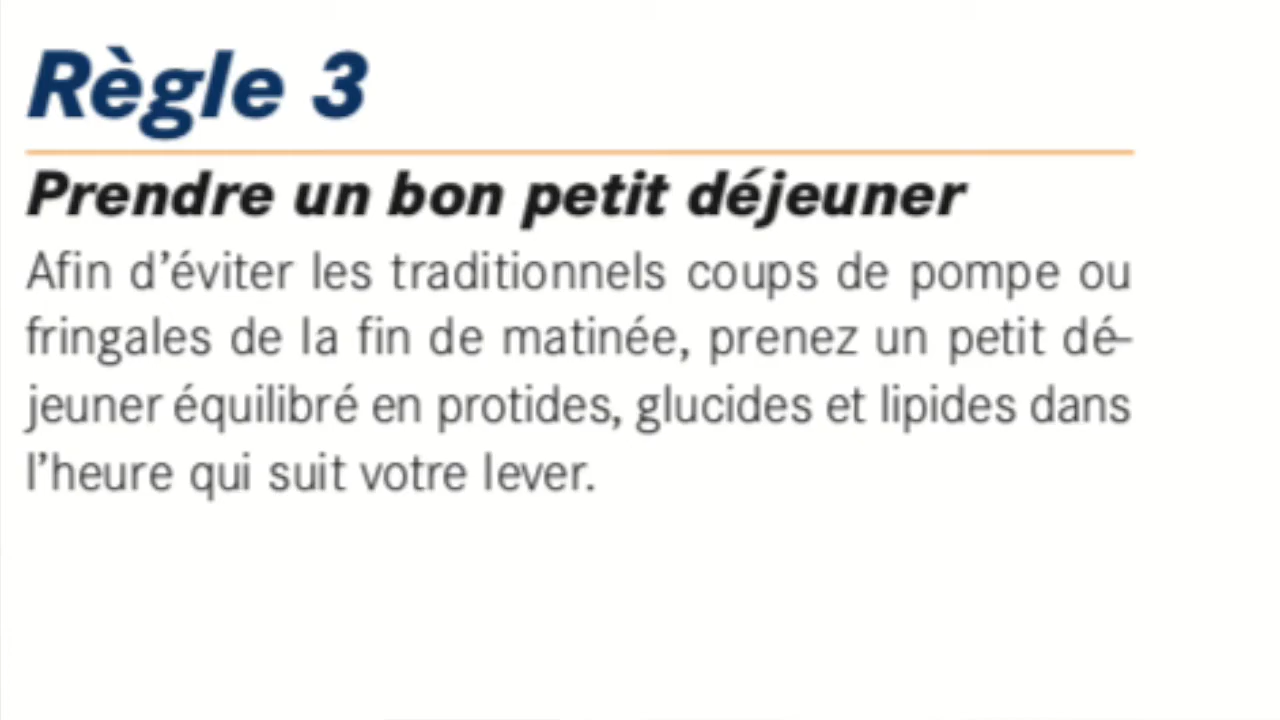 Règle 3
Prendre un bon petit déjeuner
Afin d’éviter les traditionnels coups de pompe ou
fringales de la fin de matinée, prenez un petit dé-
jeuner équilibré en protides, glucides et lipides dans
l’heure qui suit votre lever.